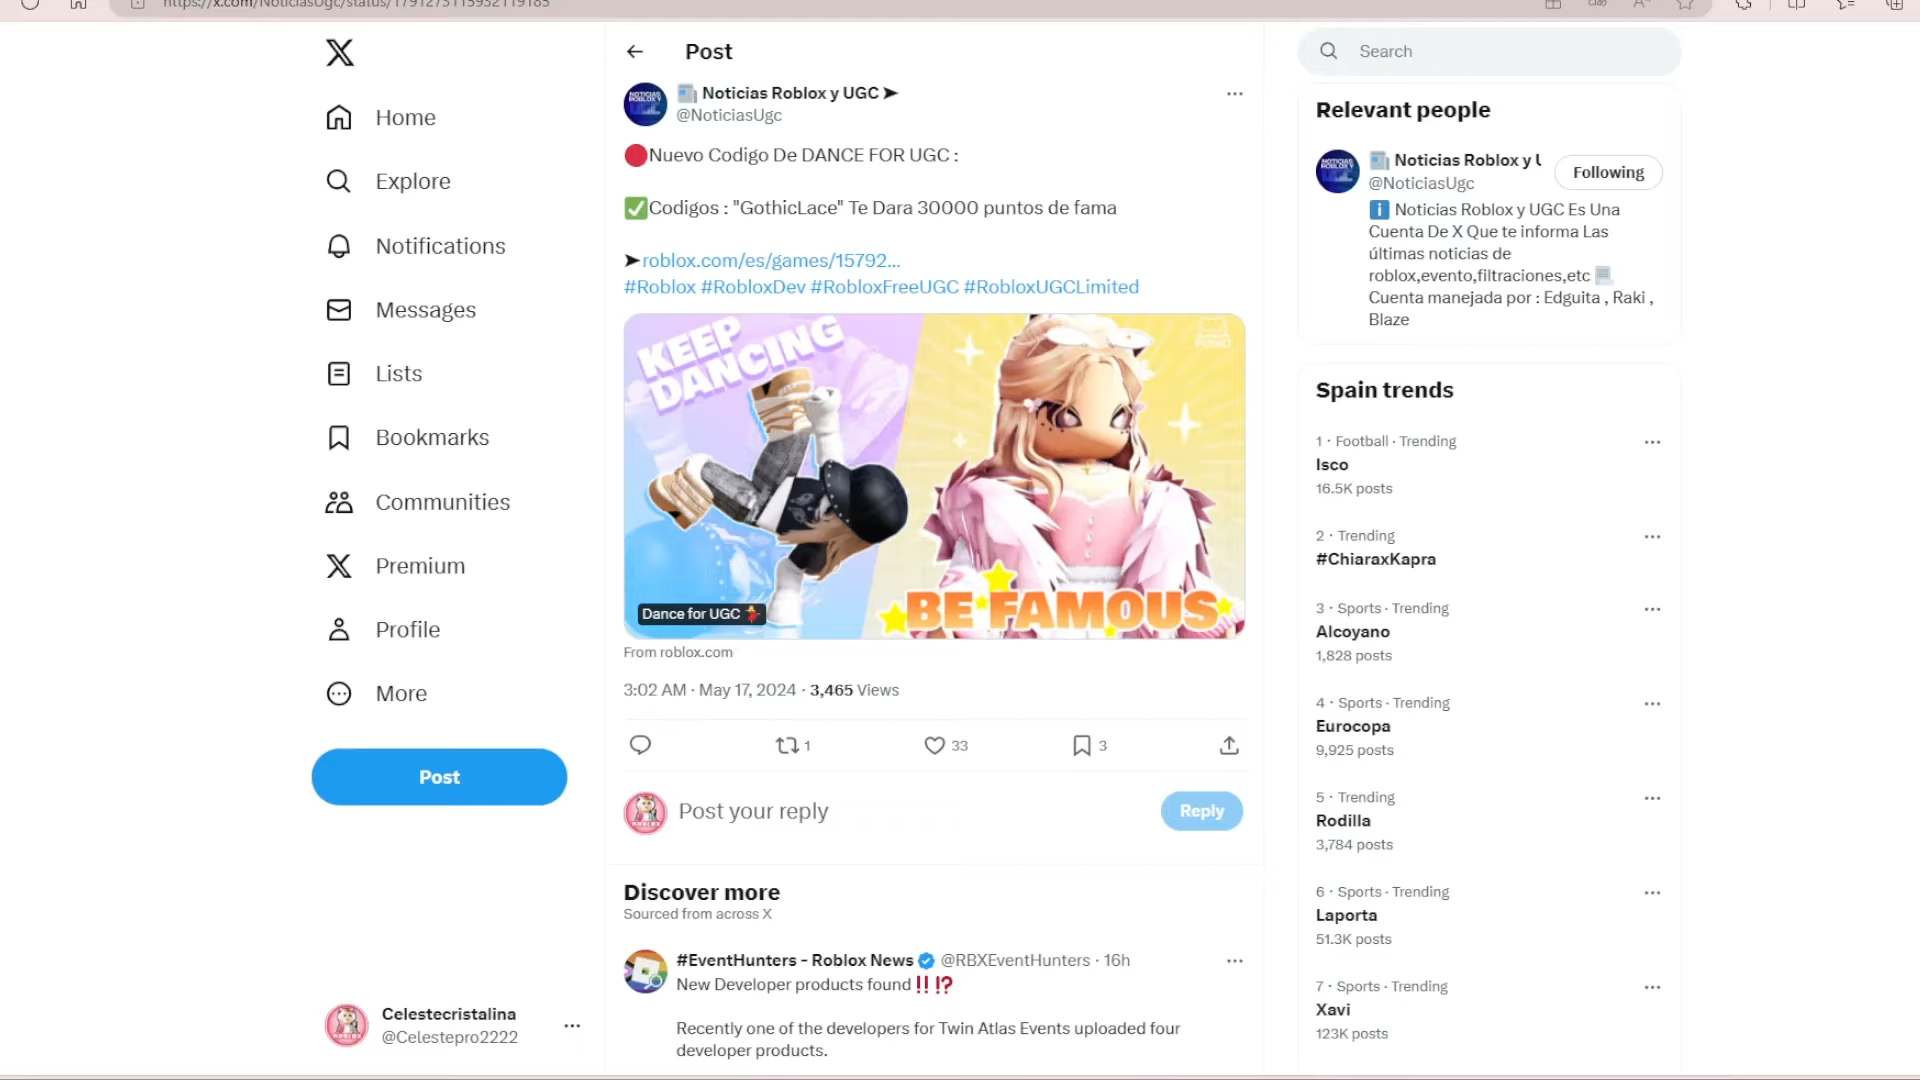 https://x.com/NoticiasUgc/status/1791273115932119185
Home
Explore
Notifications
Messages
Lists
Bookmarks
Communities
Premium
Profile
More
Post
Celestecristalina
@Celestepro2222
Post
Noticias Roblox y UGC ➤
@NoticiasUgc
🔴Nuevo Codigo De DANCE FOR UGC :
✅Codigos : "GothicLace" Te Dara 30000 puntos de fama
➤roblox.com/es/games/15792...
#Roblox #RobloxDev #RobloxFreeUGC #RobloxUGCLimited
KEEP
DANCING
BE FAMOUS
Dance for UGC 💃
From roblox.com
3:02 AM · May 17, 2024 · 3,465 Views
1
33
3
Post your reply
Reply
Discover more
Sourced from across X
#EventHunters - Roblox News @RBXEventHunters · 16h
New Developer products found ‼️ ⁉️
Recently one of the developers for Twin Atlas Events uploaded four
developer products.
Search
Relevant people
NOTICIAS
Noticias Roblox y U
@NoticiasUgc
Following
ℹ️ Noticias Roblox y UGC Es Una
Cuenta De X Que te informa Las
últimas noticias de
roblox,evento,filtraciones,etc 📃
Cuenta manejada por : Edguita , Raki ,
Blaze
Spain trends
1 · Football · Trending
Isco
16.5K posts
2 · Trending
#ChiaraxKapra
3 · Sports · Trending
Alcoyano
1,828 posts
4 · Sports · Trending
Eurocopa
9,925 posts
5 · Trending
Rodilla
3,784 posts
6 · Sports · Trending
Laporta
51.3K posts
7 · Sports · Trending
Xavi
123K posts